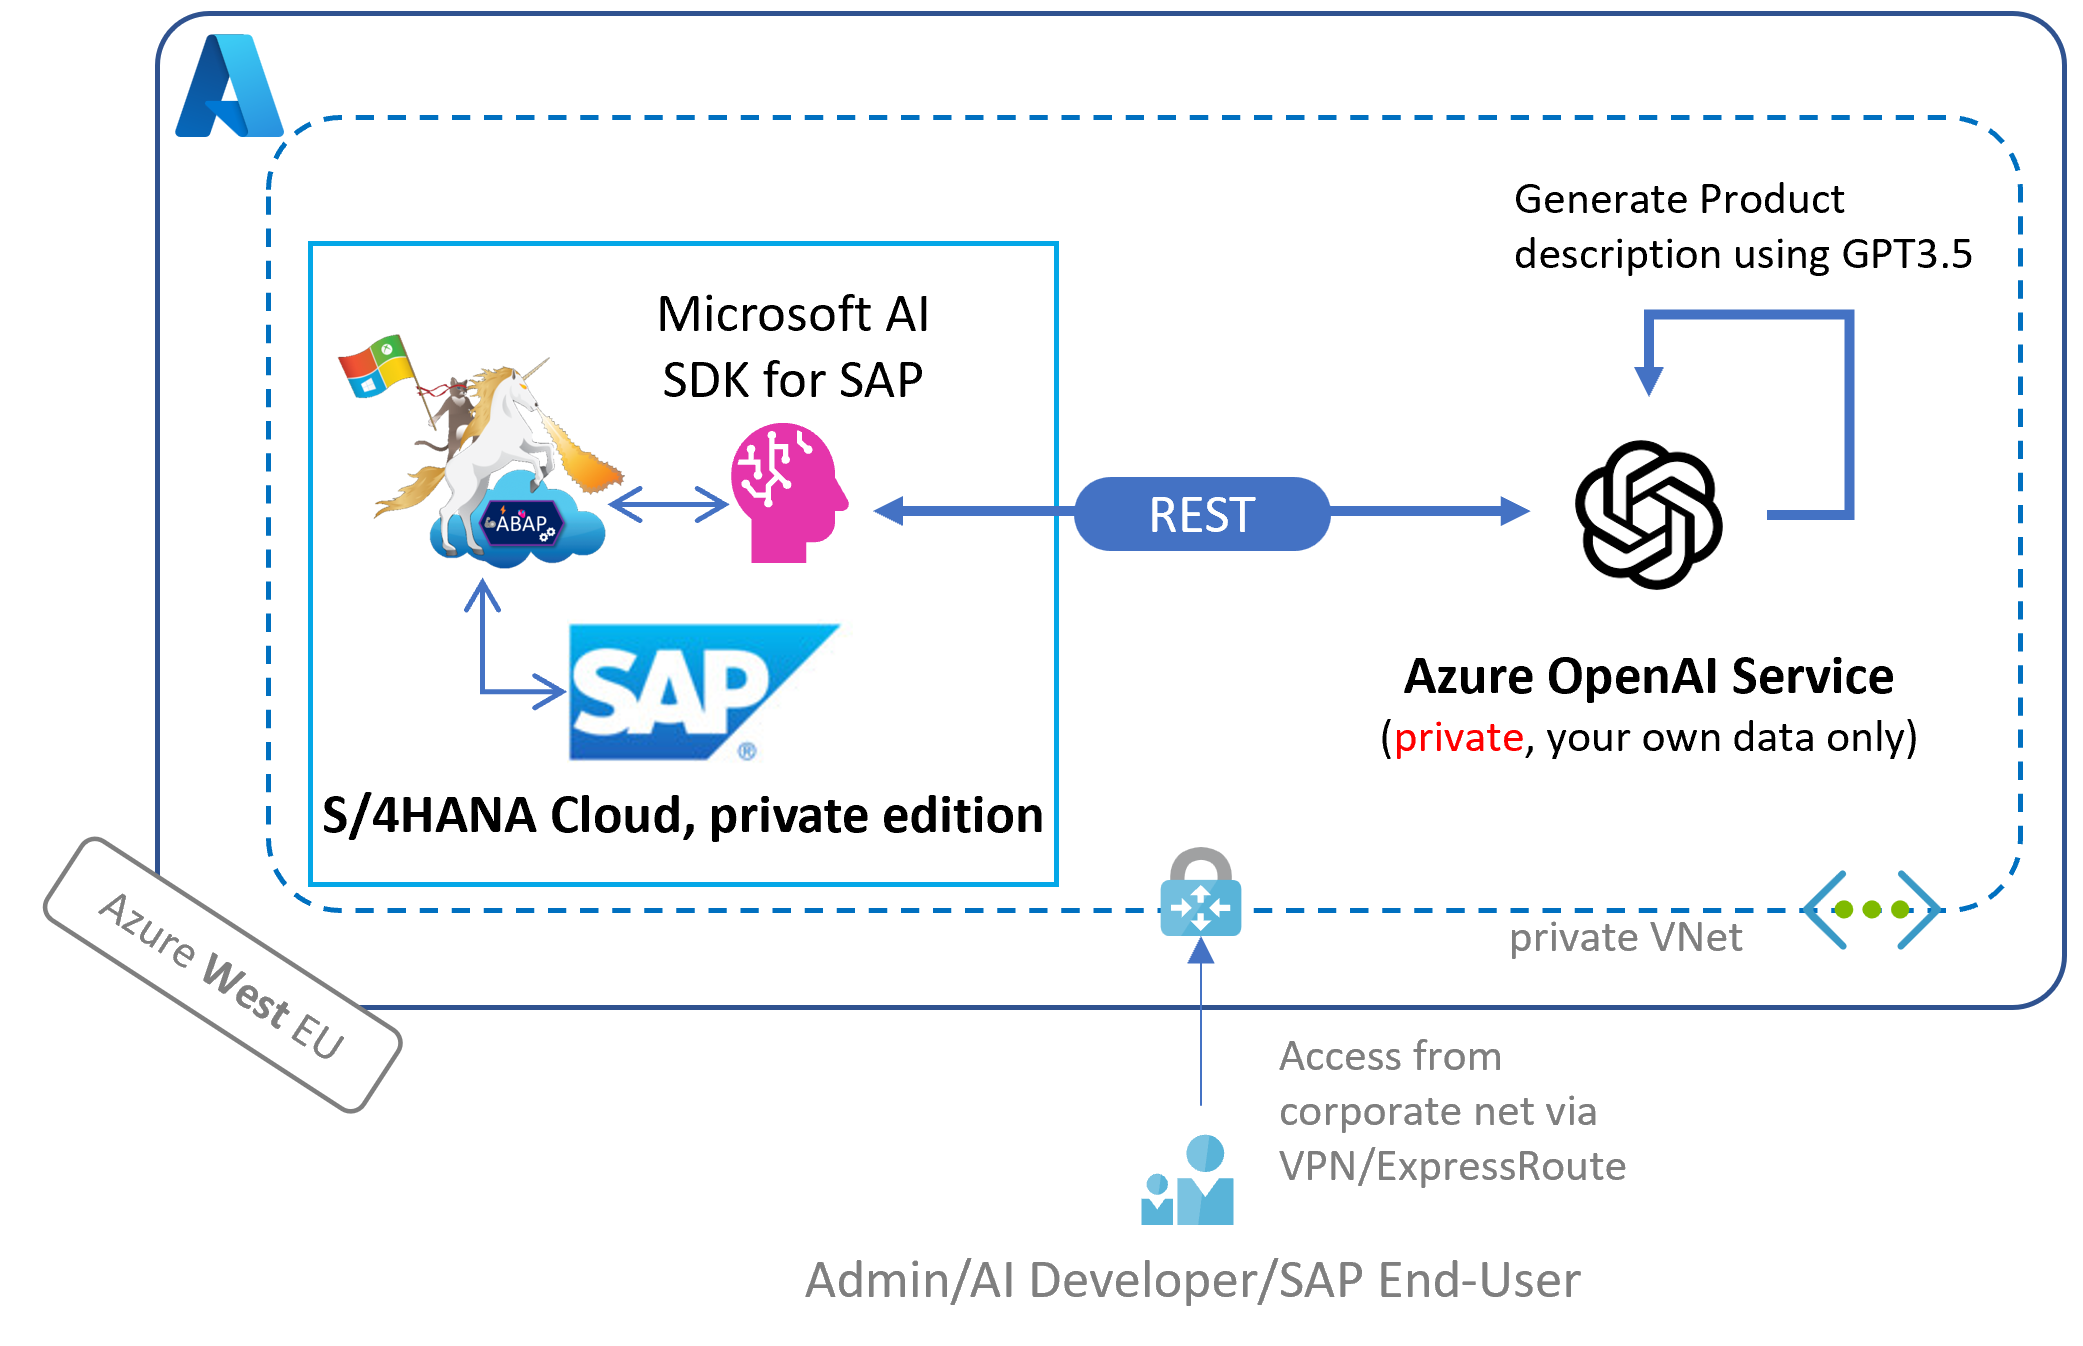 Generate Product
description using GPT3.5
Microsoft AI
SDK for SAP
ABAP
REST
SAP
®
Azure OpenAI Service
(private, your own data only)
S/4HANA Cloud, private edition
private VNet
Azure West EU
Access from
corporate net via
VPN/ExpressRoute
Admin/AI Developer/SAP End-User